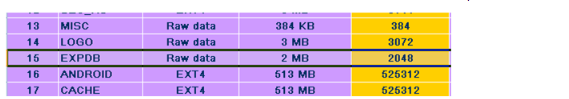 13 MISC Raw data 384 KB 384
14 LOGO Raw data 3 MB 3072
15 EXPDB Raw data 2 MB 2048
16 ANDROID EXT4 513 MB 525312
17 CACHE EXT4 513 MB 525312